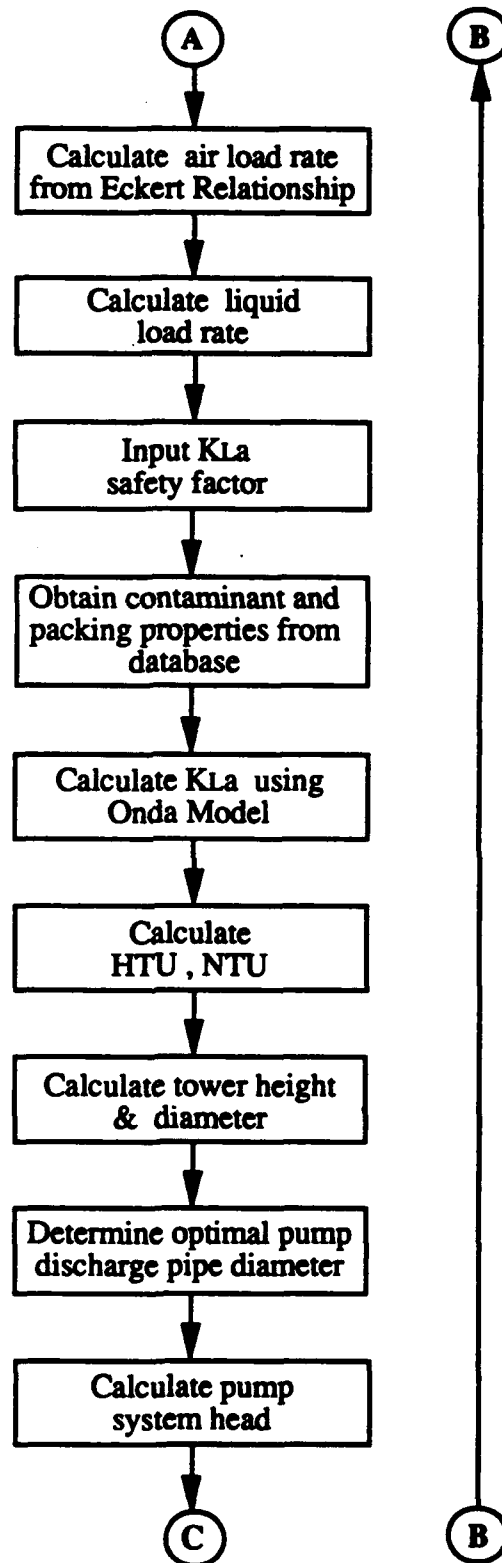 A
B
Calculate air load rate
from Eckert Relationship
Calculate liquid
load rate
Input KLa
safety factor
Obtain contaminant and
packing properties from
database
Calculate KLa using
Onda Model
Calculate
HTU , NTU
Calculate tower height
& diameter
Determine optimal pump
discharge pipe diameter
Calculate pump
system head
C
B